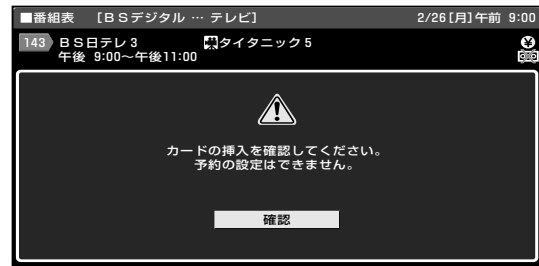 ■番組表 [BSデジタル … テレビ] 2/26[月]午前 9:00
143 BS日テレ3 タイタニック5 ¥
午後 9:00〜午後11:00
カードの挿入を確認してください。
予約の設定はできません。
確認